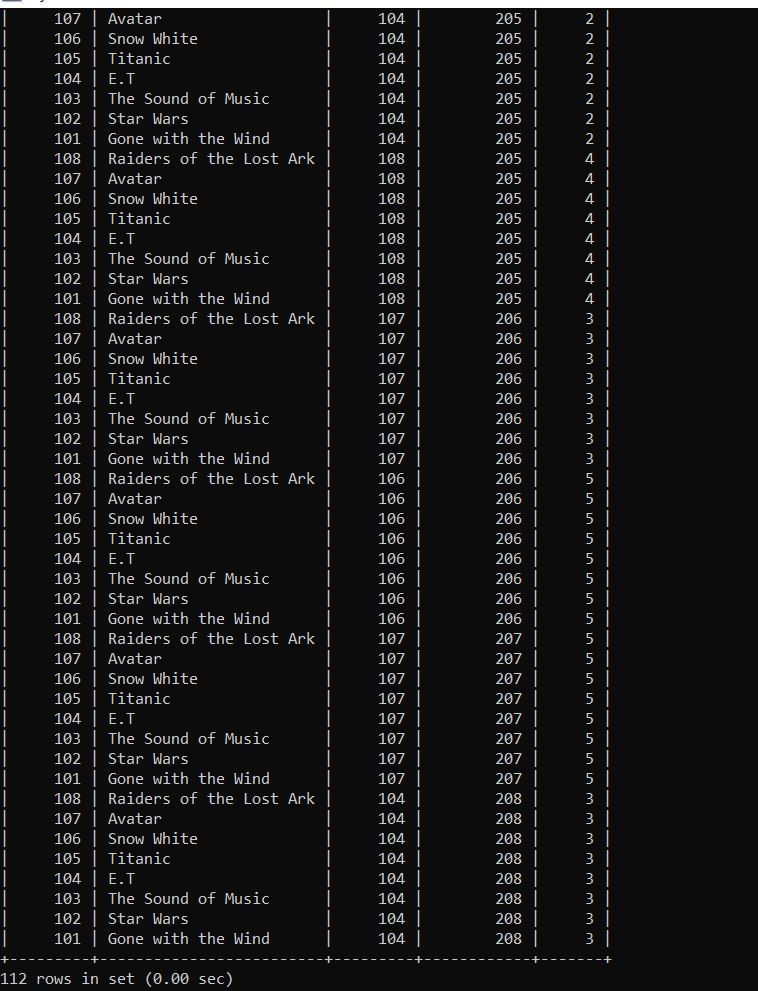 |     107 | Avatar                  |     104 |        205 |     2 |
|     106 | Snow White              |     104 |        205 |     2 |
|     105 | Titanic                 |     104 |        205 |     2 |
|     104 | E.T                     |     104 |        205 |     2 |
|     103 | The Sound of Music      |     104 |        205 |     2 |
|     102 | Star Wars               |     104 |        205 |     2 |
|     101 | Gone with the Wind      |     104 |        205 |     2 |
|     108 | Raiders of the Lost Ark |     108 |        205 |     4 |
|     107 | Avatar                  |     108 |        205 |     4 |
|     106 | Snow White              |     108 |        205 |     4 |
|     105 | Titanic                 |     108 |        205 |     4 |
|     104 | E.T                     |     108 |        205 |     4 |
|     103 | The Sound of Music      |     108 |        205 |     4 |
|     102 | Star Wars               |     108 |        205 |     4 |
|     101 | Gone with the Wind      |     108 |        205 |     4 |
|     108 | Raiders of the Lost Ark |     107 |        206 |     3 |
|     107 | Avatar                  |     107 |        206 |     3 |
|     106 | Snow White              |     107 |        206 |     3 |
|     105 | Titanic                 |     107 |        206 |     3 |
|     104 | E.T                     |     107 |        206 |     3 |
|     103 | The Sound of Music      |     107 |        206 |     3 |
|     102 | Star Wars               |     107 |        206 |     3 |
|     101 | Gone with the Wind      |     107 |        206 |     3 |
|     108 | Raiders of the Lost Ark |     106 |        206 |     5 |
|     107 | Avatar                  |     106 |        206 |     5 |
|     106 | Snow White              |     106 |        206 |     5 |
|     105 | Titanic                 |     106 |        206 |     5 |
|     104 | E.T                     |     106 |        206 |     5 |
|     103 | The Sound of Music      |     106 |        206 |     5 |
|     102 | Star Wars               |     106 |        206 |     5 |
|     101 | Gone with the Wind      |     106 |        206 |     5 |
|     108 | Raiders of the Lost Ark |     107 |        207 |     5 |
|     107 | Avatar                  |     107 |        207 |     5 |
|     106 | Snow White              |     107 |        207 |     5 |
|     105 | Titanic                 |     107 |        207 |     5 |
|     104 | E.T                     |     107 |        207 |     5 |
|     103 | The Sound of Music      |     107 |        207 |     5 |
|     102 | Star Wars               |     107 |        207 |     5 |
|     101 | Gone with the Wind      |     107 |        207 |     5 |
|     108 | Raiders of the Lost Ark |     104 |        208 |     3 |
|     107 | Avatar                  |     104 |        208 |     3 |
|     106 | Snow White              |     104 |        208 |     3 |
|     105 | Titanic                 |     104 |        208 |     3 |
|     104 | E.T                     |     104 |        208 |     3 |
|     103 | The Sound of Music      |     104 |        208 |     3 |
|     102 | Star Wars               |     104 |        208 |     3 |
|     101 | Gone with the Wind      |     104 |        208 |     3 |
+---------+-------------------------+---------+------------+-------+
112 rows in set (0.00 sec)